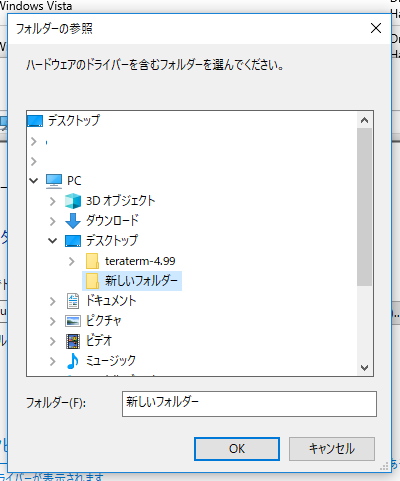 Windows Vista
フォルダーの参照
ハードウェアのドライバーを含むフォルダーを選んでください。
デスクトップ
PC
3D オブジェクト
ダウンロード
デスクトップ
teraterm-4.99
新しいフォルダー
ドキュメント
ピクチャ
ビデオ
ミュージック
フォルダー(F):
新しいフォルダー
OK
キャンセル
ライバーが表示されます